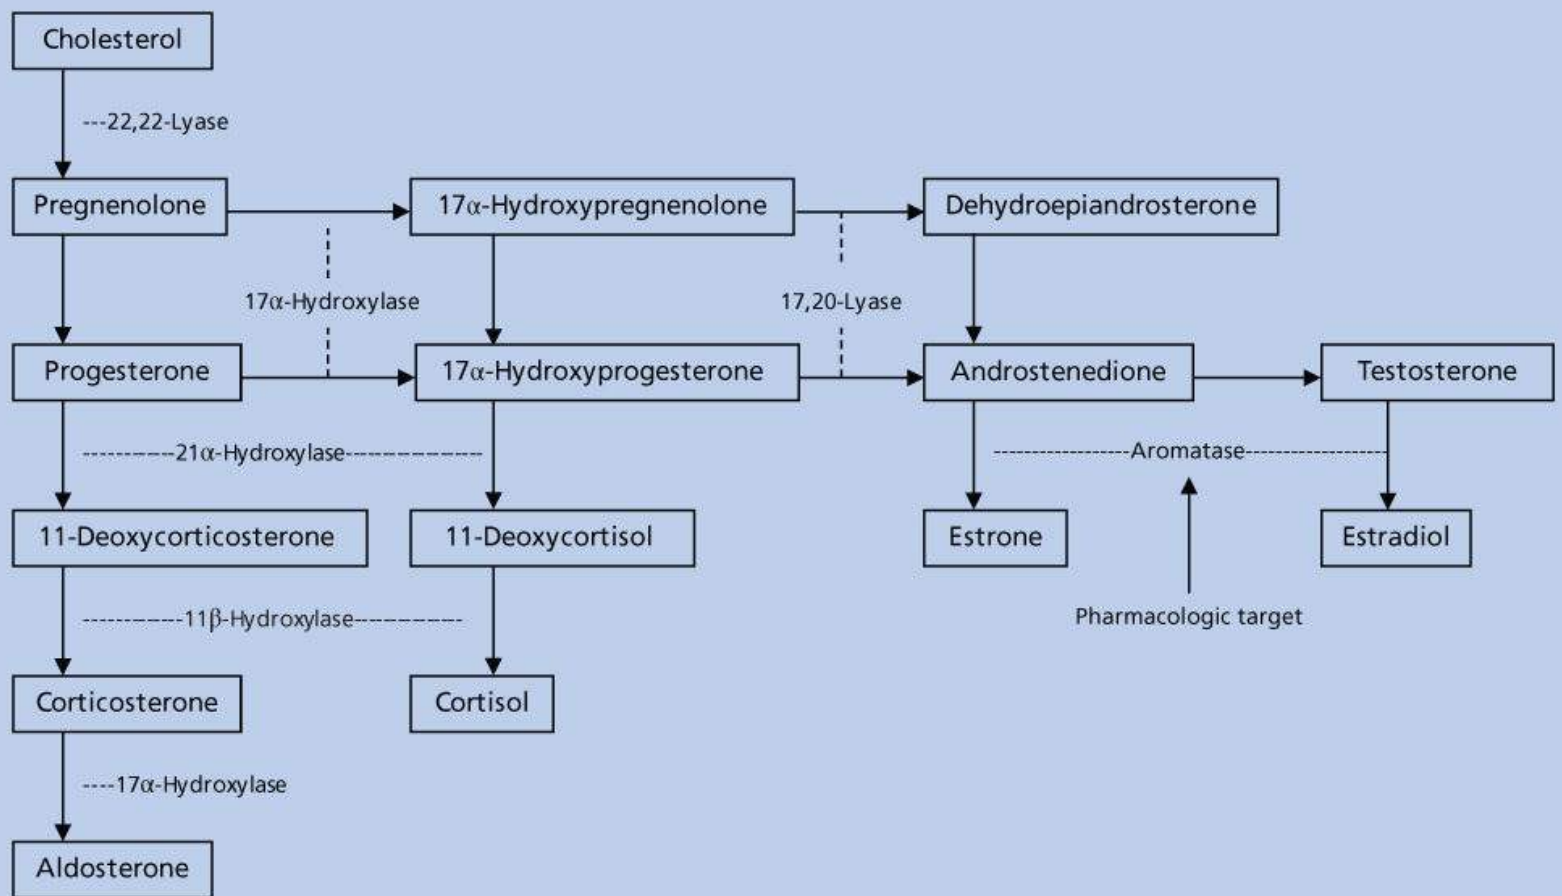 Cholesterol
---22,22-Lyase
Pregnenolone
17α-Hydroxypregnenolone
Dehydroepiandrosterone
17α-Hydroxylase
17,20-Lyase
Progesterone
17α-Hydroxyprogesterone
Androstenedione
Testosterone
21α-Hydroxylase
Aromatase
11-Deoxycorticosterone
11-Deoxycortisol
Estrone
Estradiol
11β-Hydroxylase
Pharmacologic target
Corticosterone
Cortisol
----17α-Hydroxylase
Aldosterone